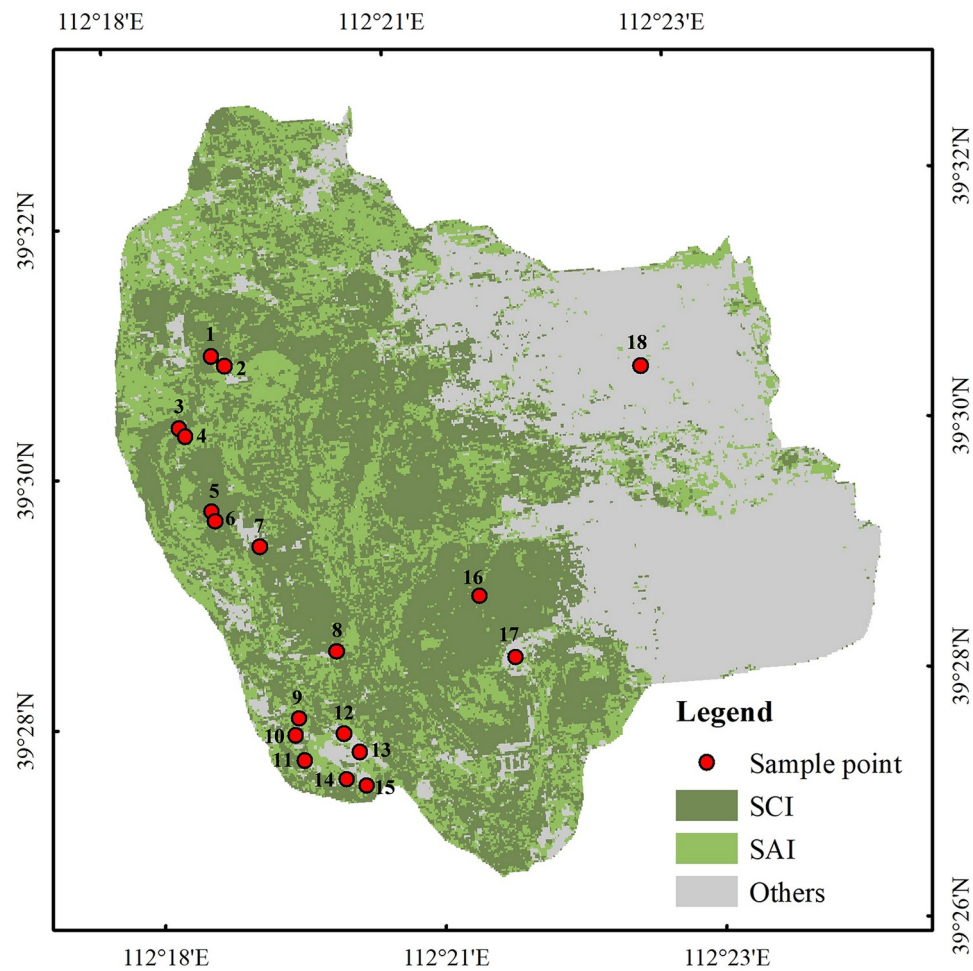 112°18'E 112°21'E 112°23'E
39°32'N
39°32'N
1
2
18
3
4
39°30'N
39°30'N
5
6
7
16
8
17
39°28'N
9
12
10
39°28'N
13
11
14
15
Legend
Sample point
SCI
SAI
Others
39°26'N
112°18'E 112°21'E 112°23'E